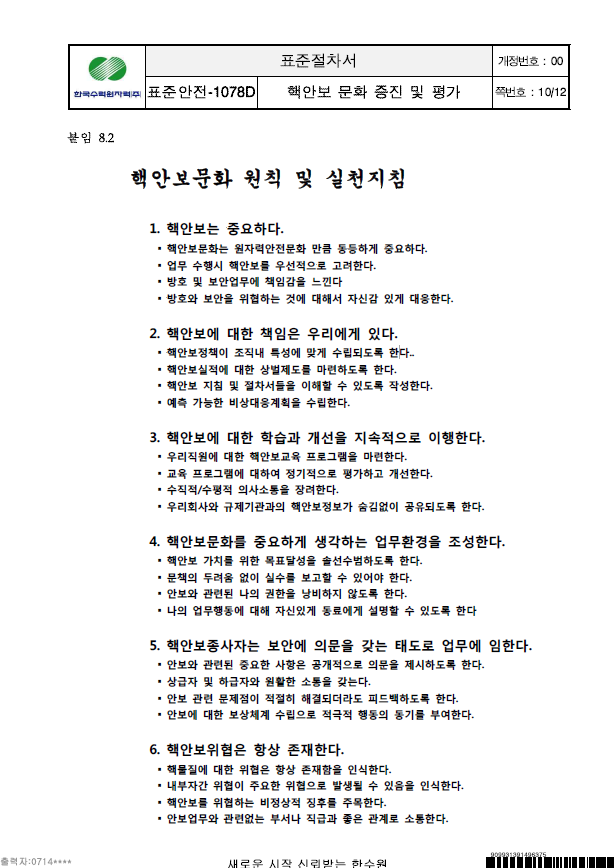 표준절차서
개정번호 : 00
한국수력원자력(주)
표준안전-1078D
핵안보 문화 증진 및 평가
쪽번호 : 10/12
붙임 8.2
핵안보문화 원칙 및 실천지침
1. 핵안보는 중요하다.
▪ 핵안보문화는 원자력안전문화 만큼 동등하게 중요하다.
▪ 업무 수행시 핵안보를 우선적으로 고려한다.
▪ 방호 및 보안업무에 책임감을 느낀다
▪ 방호와 보안을 위협하는 것에 대해서 자신감 있게 대응한다.
2. 핵안보에 대한 책임은 우리에게 있다.
▪ 핵안보정책이 조직내 특성에 맞게 수립되도록 한다..
▪ 핵안보실적에 대한 상벌제도를 마련하도록 한다.
▪ 핵안보 지침 및 절차서들을 이해할 수 있도록 작성한다.
▪ 예측 가능한 비상대응계획을 수립한다.
3. 핵안보에 대한 학습과 개선을 지속적으로 이행한다.
▪ 우리직원에 대한 핵안보교육 프로그램을 마련한다.
▪ 교육 프로그램에 대하여 정기적으로 평가하고 개선한다.
▪ 수직적/수평적 의사소통을 장려한다.
▪ 우리회사와 규제기관과의 핵안보정보가 숨김없이 공유되도록 한다.
4. 핵안보문화를 중요하게 생각하는 업무환경을 조성한다.
▪ 핵안보 가치를 위한 목표달성을 솔선수범하도록 한다.
▪ 문책의 두려움 없이 실수를 보고할 수 있어야 한다.
▪ 안보와 관련된 나의 권한을 낭비하지 않도록 한다.
▪ 나의 업무행동에 대해 자신있게 동료에게 설명할 수 있도록 한다
5. 핵안보종사자는 보안에 의문을 갖는 태도로 업무에 임한다.
▪ 안보와 관련된 중요한 사항은 공개적으로 의문을 제시하도록 한다.
▪ 상급자 및 하급자와 원활한 소통을 갖는다.
▪ 안보 관련 문제점이 적절히 해결되더라도 피드백하도록 한다.
▪ 안보에 대한 보상체계 수립으로 적극적 행동의 동기를 부여한다.
6. 핵안보위협은 항상 존재한다.
▪ 핵물질에 대한 위협은 항상 존재함을 인식한다.
▪ 내부자간 위협이 주요한 위협으로 발생될 수 있음을 인식한다.
▪ 핵안보를 위협하는 비정상적 징후를 주목한다.
▪ 안보업무와 관련없는 부서나 직급과 좋은 관계로 소통한다.
909931391496375
출력자:0714****
새로운 시작 신뢰받는 한수원